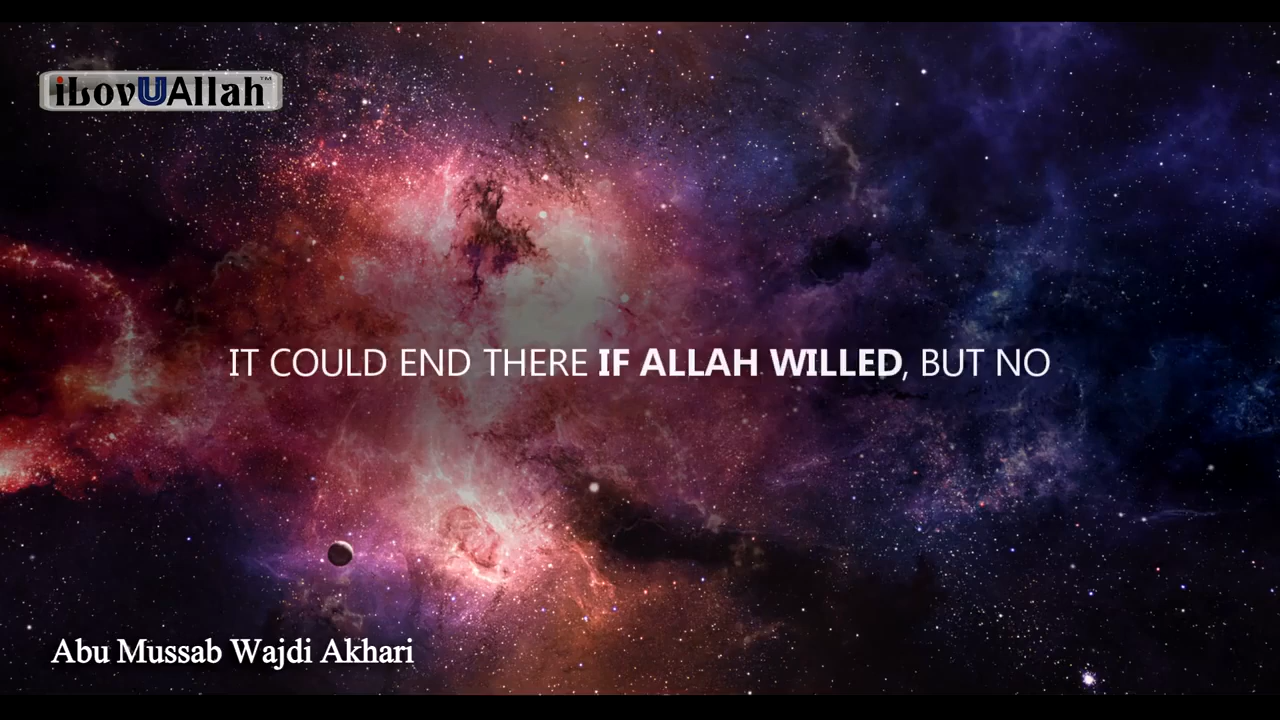 iLovUAllah™
IT COULD END THERE IF ALLAH WILLED, BUT NO
Abu Mussab Wajdi Akhari